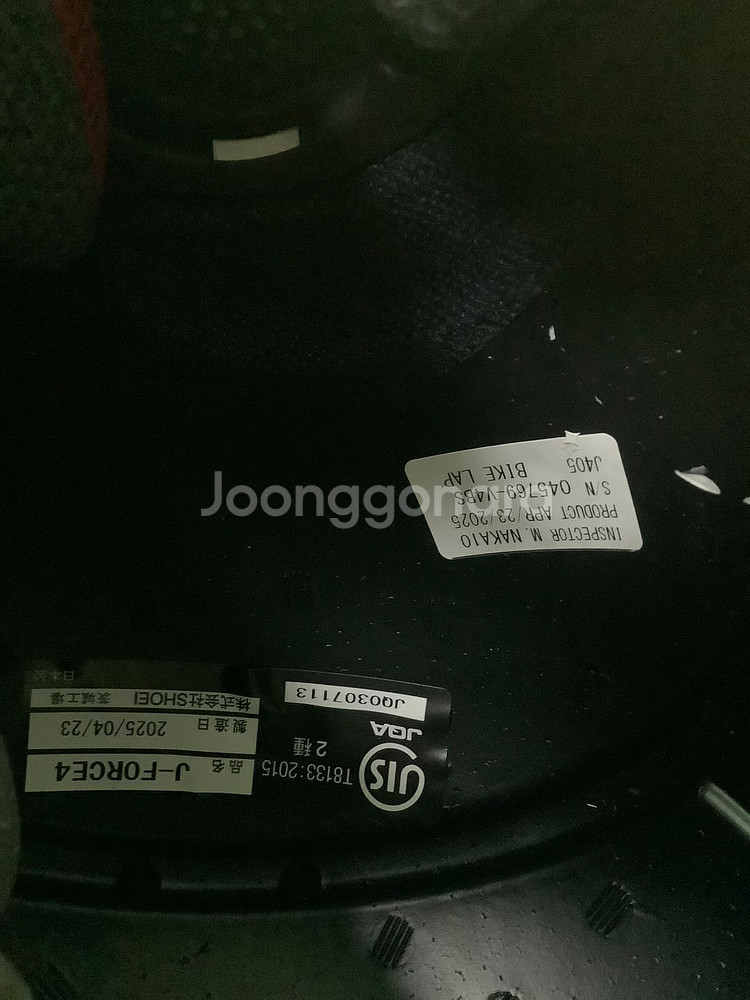 Joonggonara
INSPECTOR M. NAKAIO
PRODUCT APR/23/2025
S/N 045769-V4BS
J405 BIKE LAP
JIS
T8133:2015
2種
JQA
JQ0307113
品名 J-FORCE4
製造日 2025/04/23
株式会社SHOEI 茨城工場
日本製